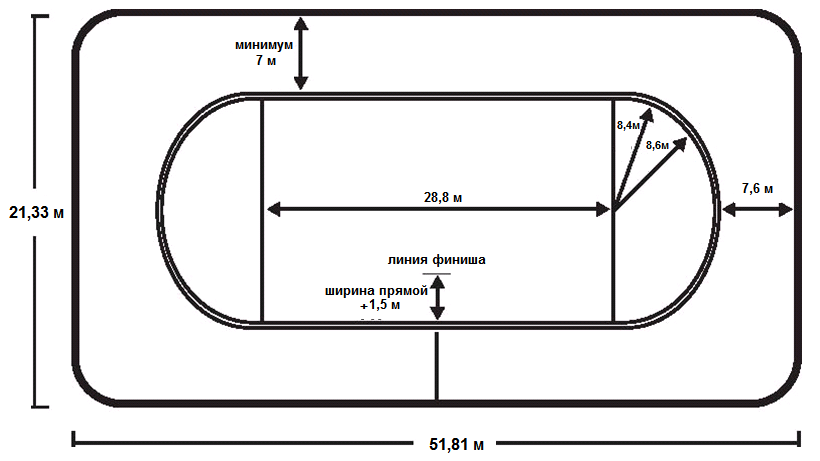 минимум
7 м
8,4м
8,6м
7,6 м
28,8 м
21,33 м
линия финиша
ширина прямой
+1,5 м
51,81 м